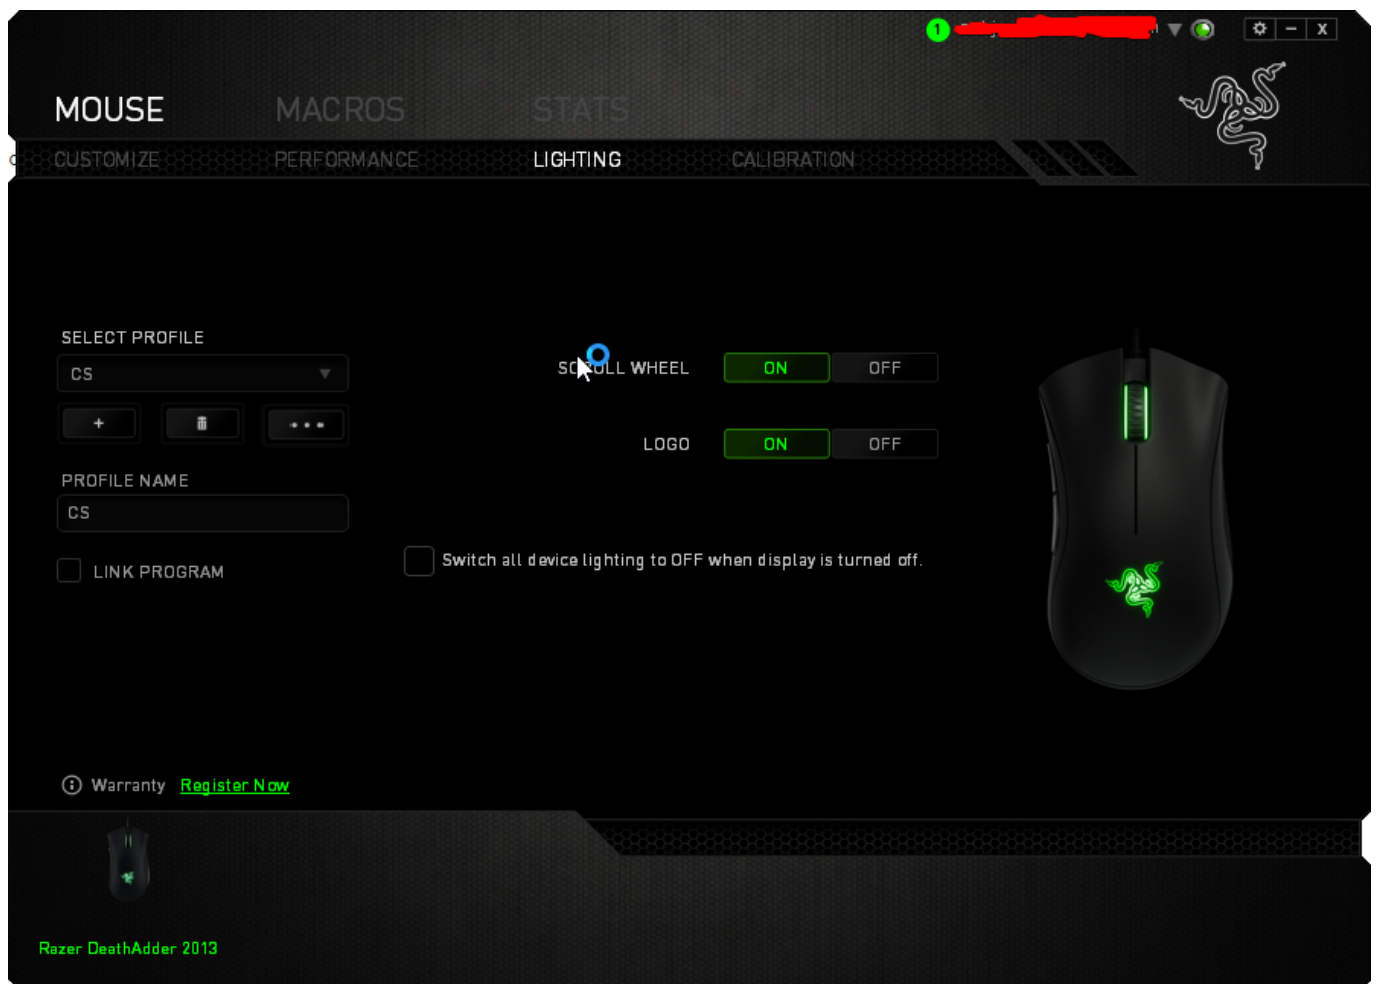 1
x
MOUSE MACROS STATS
CUSTOMIZE PERFORMANCE LIGHTING CALIBRATION
SELECT PROFILE
CS
SCROLL WHEEL ON OFF
+
LOGO ON OFF
PROFILE NAME
CS
Switch all device lighting to OFF when display is turned off.
LINK PROGRAM
Warranty Register Now
Razer DeathAdder 2013